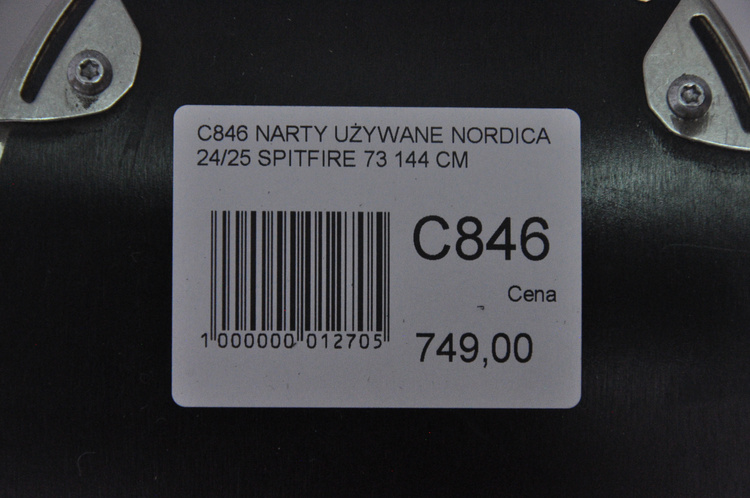 C846 NARTY UŻYWANE NORDICA
24/25 SPITFIRE 73 144 CM
C846
Cena
749,00
1 000000 012705